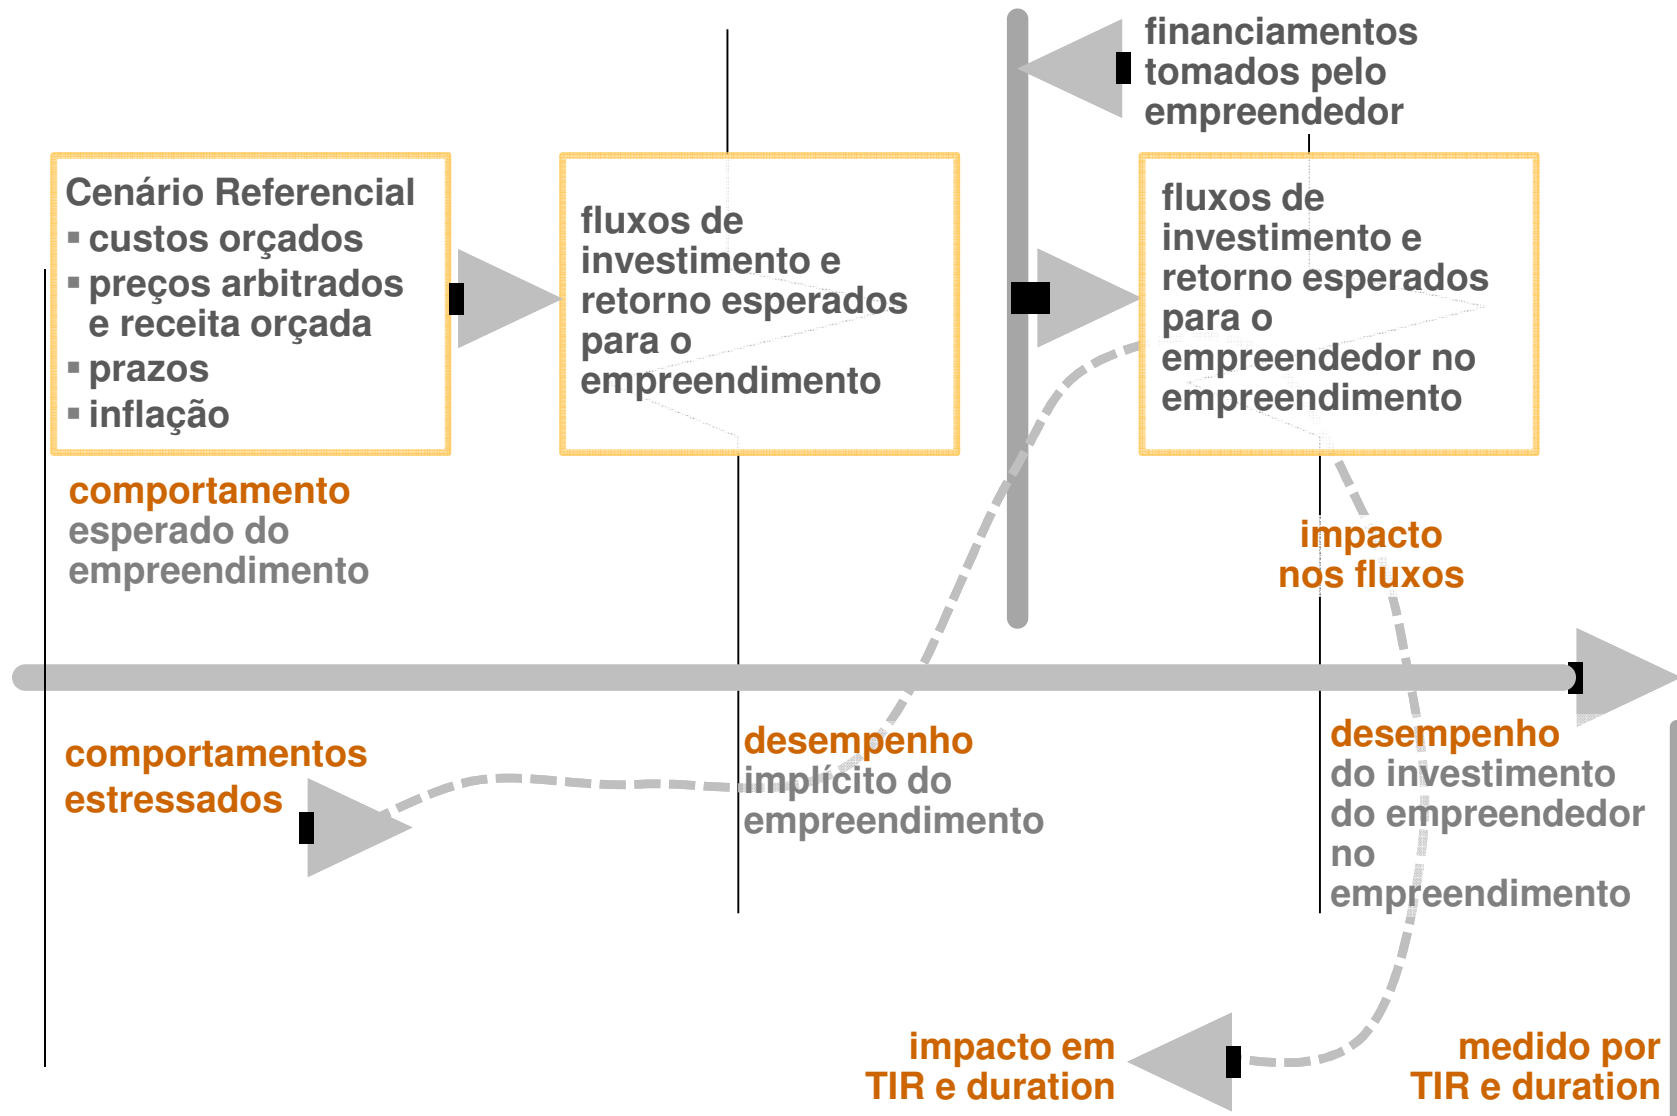 financiamentos
tomados pelo
empreendedor
Cenário Referencial
▪ custos orçados
▪ preços arbitrados
e receita orçada
▪ prazos
▪ inflação
fluxos de
investimento e
retorno esperados
para o
empreendimento
fluxos de
investimento e
retorno esperados
para o
empreendedor no
empreendimento
comportamento
esperado do
empreendimento
impacto
nos fluxos
comportamentos
estressados
desempenho
implícito do
empreendimento
desempenho
do investimento
do empreendedor
no
empreendimento
impacto em
TIR e duration
medido por
TIR e duration